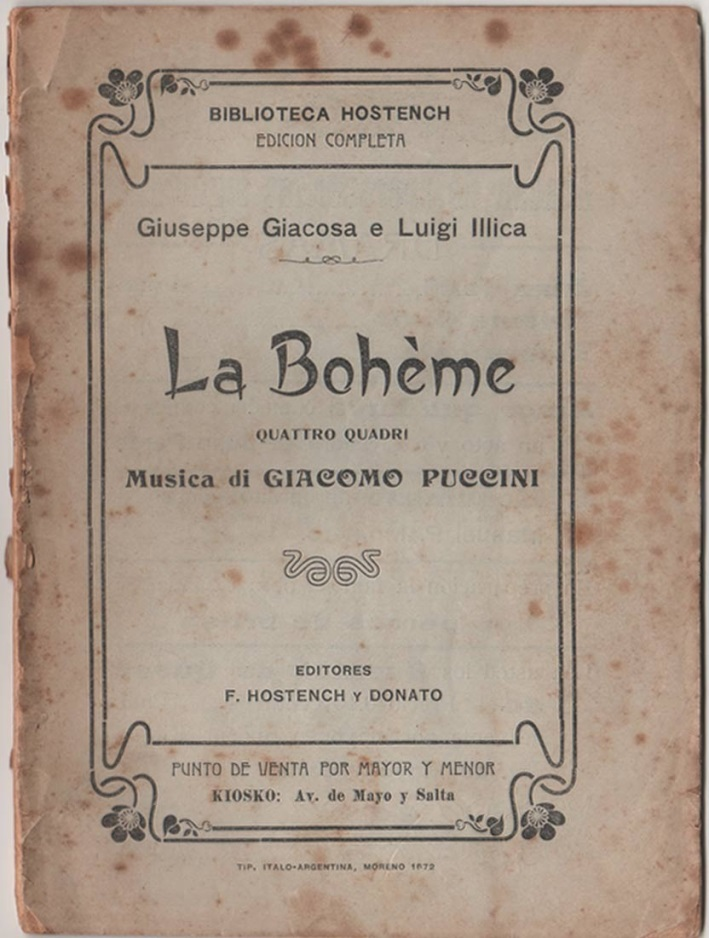 BIBLIOTECA HOSTENCH
EDICION COMPLETA
Giuseppe Giacosa e Luigi Illica
La Bohème
QUATTRO QUADRI
Musica di GIACOMO PUCCINI
EDITORES
F. HOSTENCH Y DONATO
PUNTO DE VENTA POR MAYOR Y MENOR
KIOSKO: Av. de Mayo y Salta
TIP. ITALO-ARGENTINA, MORENO 1672